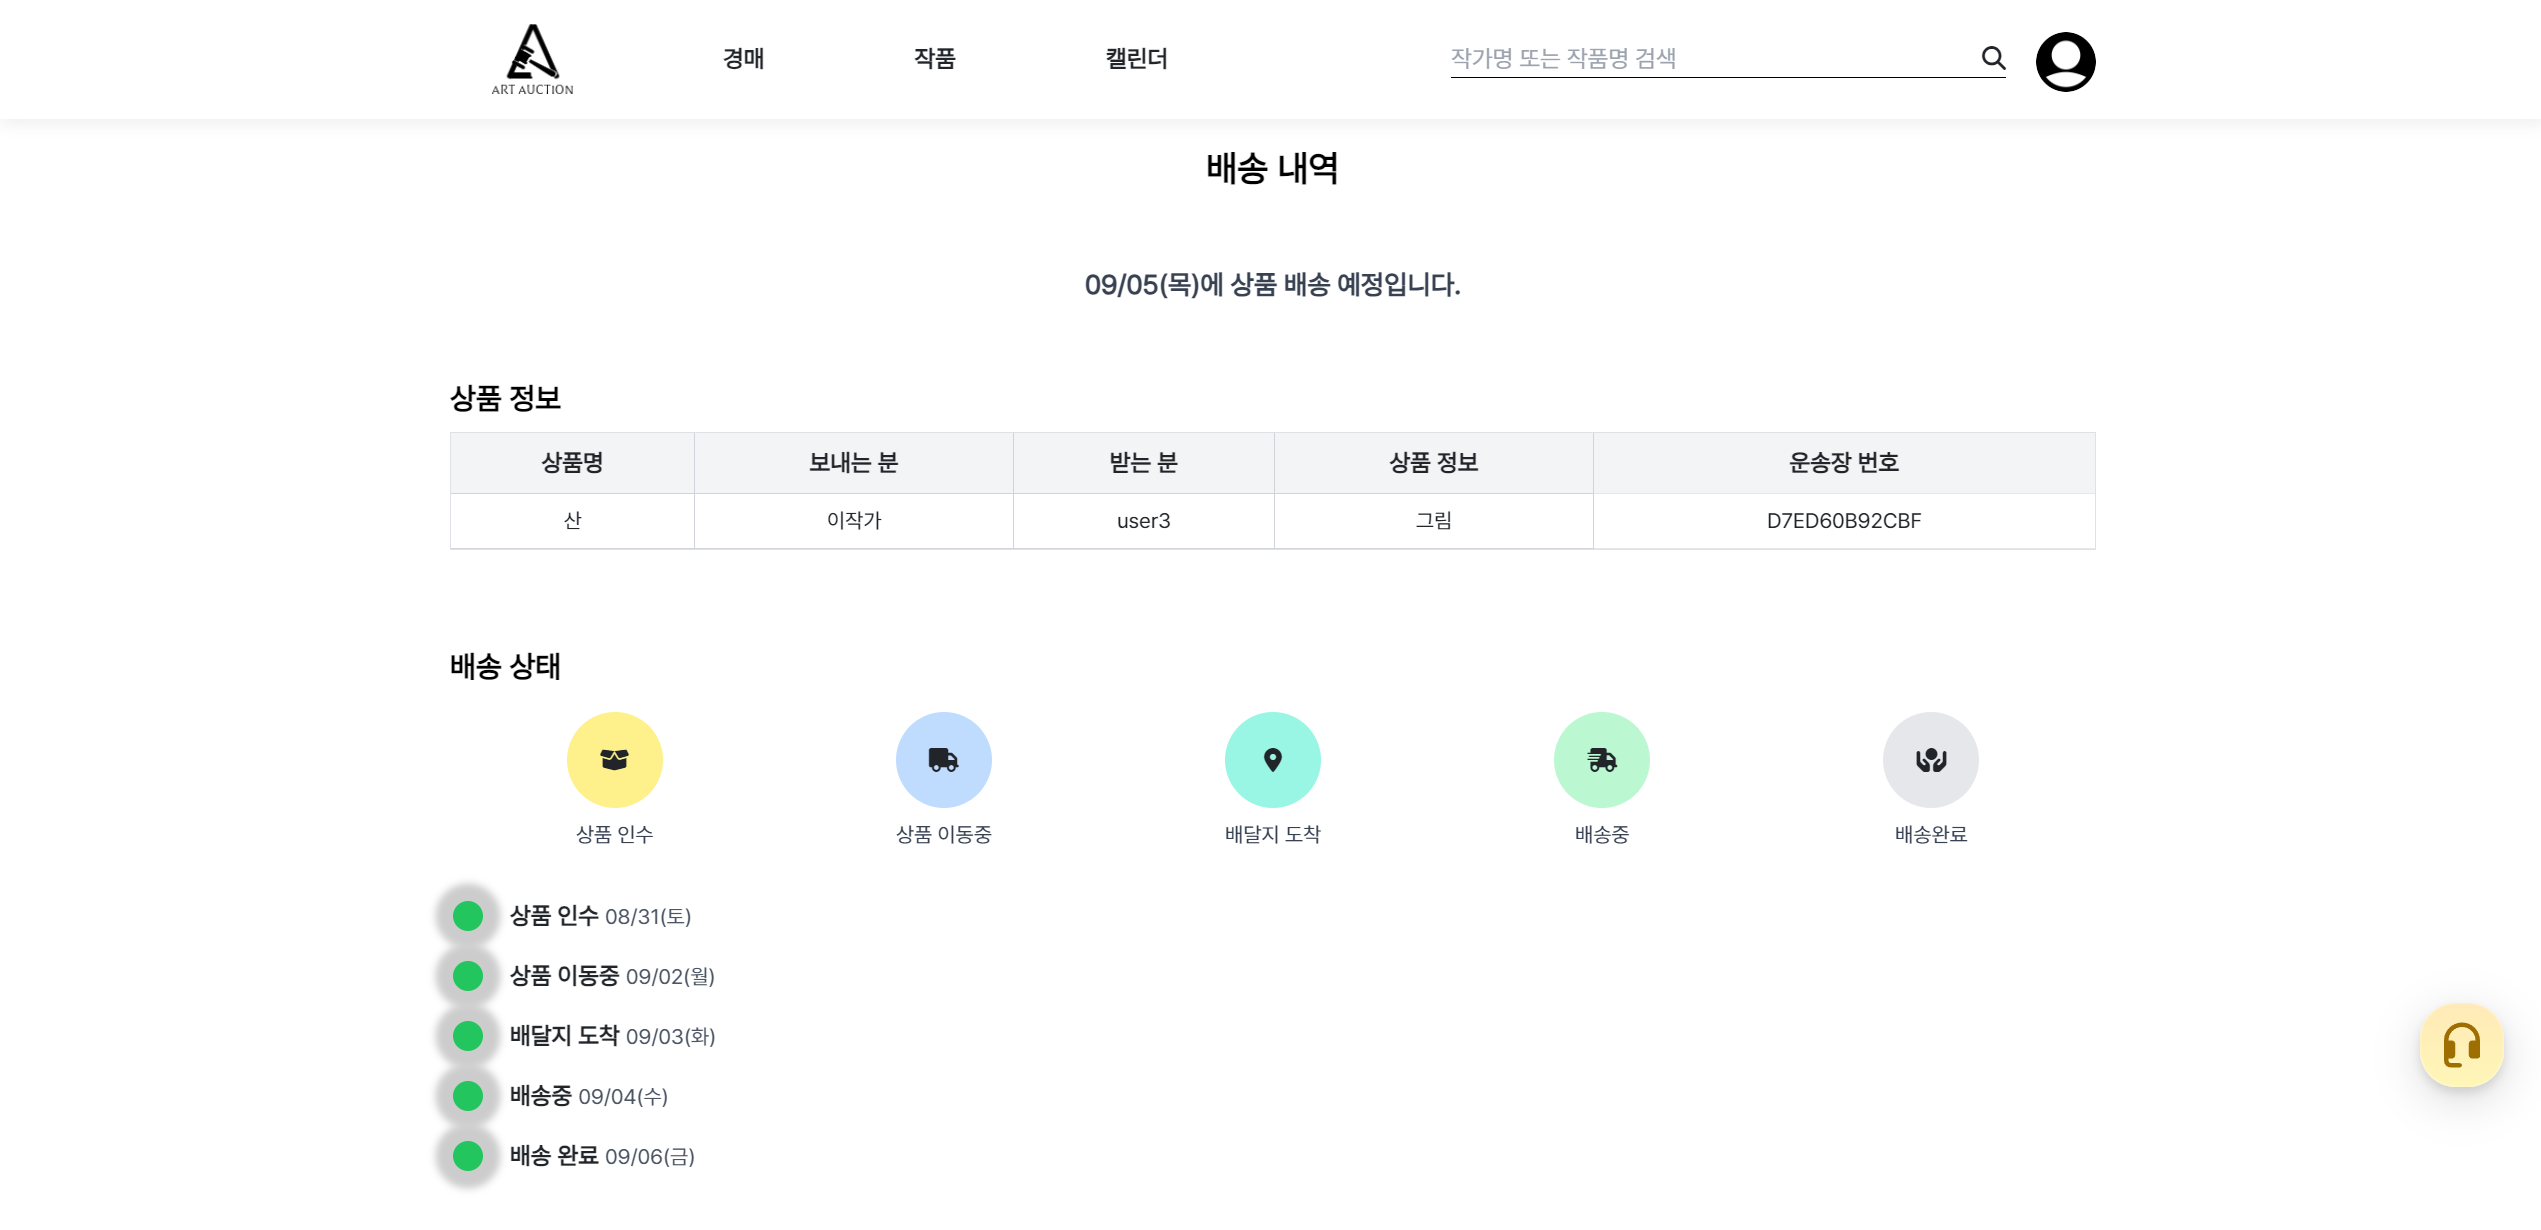 ART AUCTION
경매 작품 캘린더 작가명 또는 작품명 검색
배송 내역
09/05(목)에 상품 배송 예정입니다.
상품 정보
상품명 보내는 분 받는 분 상품 정보 운송장 번호
산 이작가 user3 그림 D7ED60B92CBF
배송 상태
상품 인수 상품 이동중 배달지 도착 배송중 배송완료
상품 인수 08/31(토)
상품 이동중 09/02(월)
배달지 도착 09/03(화)
배송중 09/04(수)
배송 완료 09/06(금)